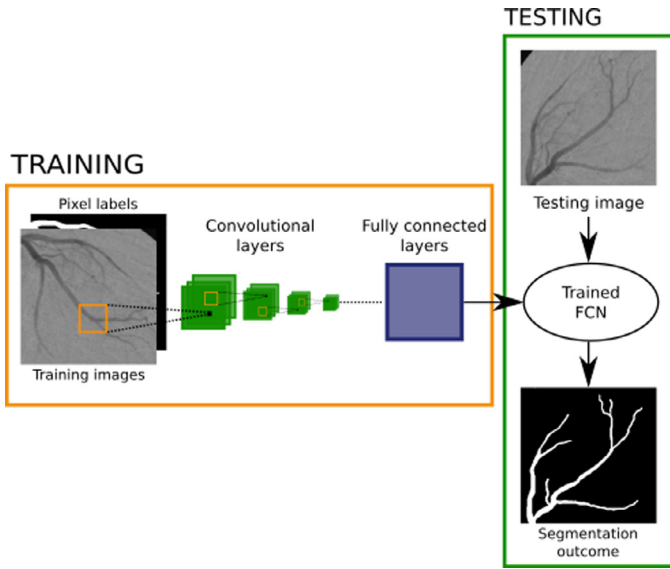 TRAINING
Pixel labels
Training images
Convolutional
layers
Fully connected
layers
TESTING
Testing image
Trained
FCN
Segmentation
outcome